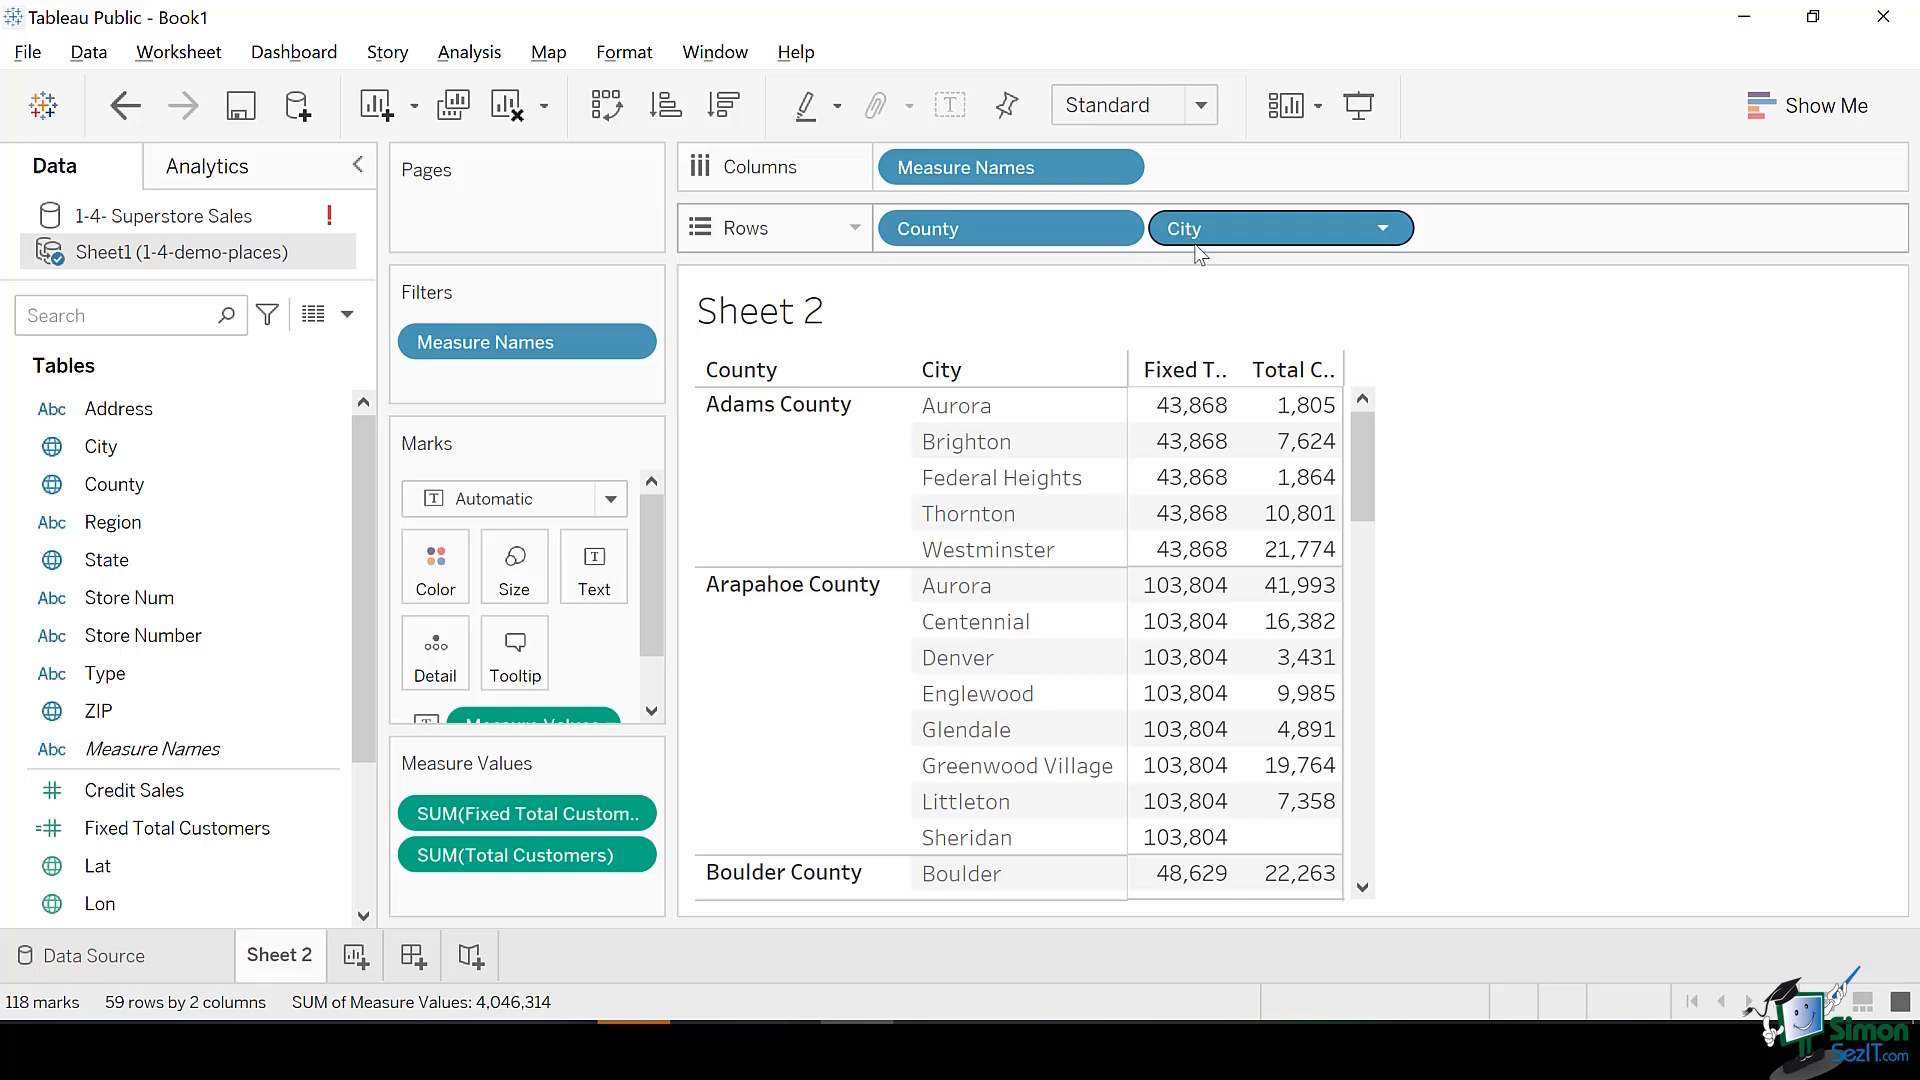 Tableau Public - Book1
File Data Worksheet Dashboard Story Analysis Map Format Window Help
Standard
Show Me
Data
Analytics
1-4- Superstore Sales
Sheet1 (1-4-demo-places)
Search
Tables
Abc Address
City
County
Abc Region
State
Abc Store Num
Abc Store Number
Abc Type
ZIP
Abc Measure Names
Credit Sales
Fixed Total Customers
Lat
Lon
Pages
Filters
Measure Names
Marks
Automatic
Color
Size
Text
Detail
Tooltip
Measure Values
Measure Values
SUM(Fixed Total Custom..
SUM(Total Customers)
Columns
Measure Names
Rows
County
City
Sheet 2
County City Fixed T.. Total C..
Adams County Aurora 43,868 1,805
Brighton 43,868 7,624
Federal Heights 43,868 1,864
Thornton 43,868 10,801
Westminster 43,868 21,774
Arapahoe County Aurora 103,804 41,993
Centennial 103,804 16,382
Denver 103,804 3,431
Englewood 103,804 9,985
Glendale 103,804 4,891
Greenwood Village 103,804 19,764
Littleton 103,804 7,358
Sheridan 103,804
Boulder County Boulder 48,629 22,263
Data Source
Sheet 2
118 marks 59 rows by 2 columns SUM of Measure Values: 4,046,314
Simon
SezIT.com